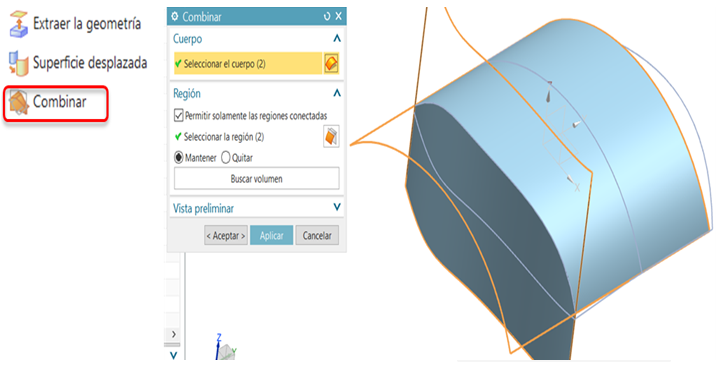 Extraer la geometría
Superficie desplazada
Combinar
Combinar
Cuerpo
Seleccionar el cuerpo (2)
Región
Permitir solamente las regiones conectadas
Seleccionar la región (2)
Mantener Quitar
Buscar volumen
Vista preliminar
< Aceptar > Aplicar Cancelar
Z
Y
X